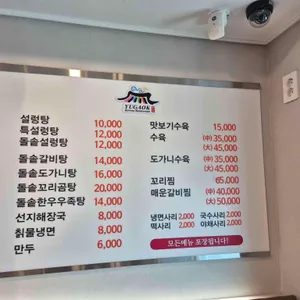 YUGAOK
설렁탕 10,000
특설렁탕 12,000
돌솥설렁탕 12,000
돌솥갈비탕 14,000
돌솥도가니탕 16,000
돌솥꼬리곰탕 20,000
돌솥한우우족탕 14,000
선지해장국 8,000
칡물냉면 8,000
만두 6,000
맛보기수육 15,000
수육 (中) 35,000
(大) 45,000
도가니수육 (中) 35,000
(大) 45,000
꼬리찜 65,000
매운갈비찜 (中) 40,000
(大) 50,000
냉면사리 2,000 국수사리 2,000
떡사리 2,000 야채사리 2,000
모든메뉴 포장됩니다!